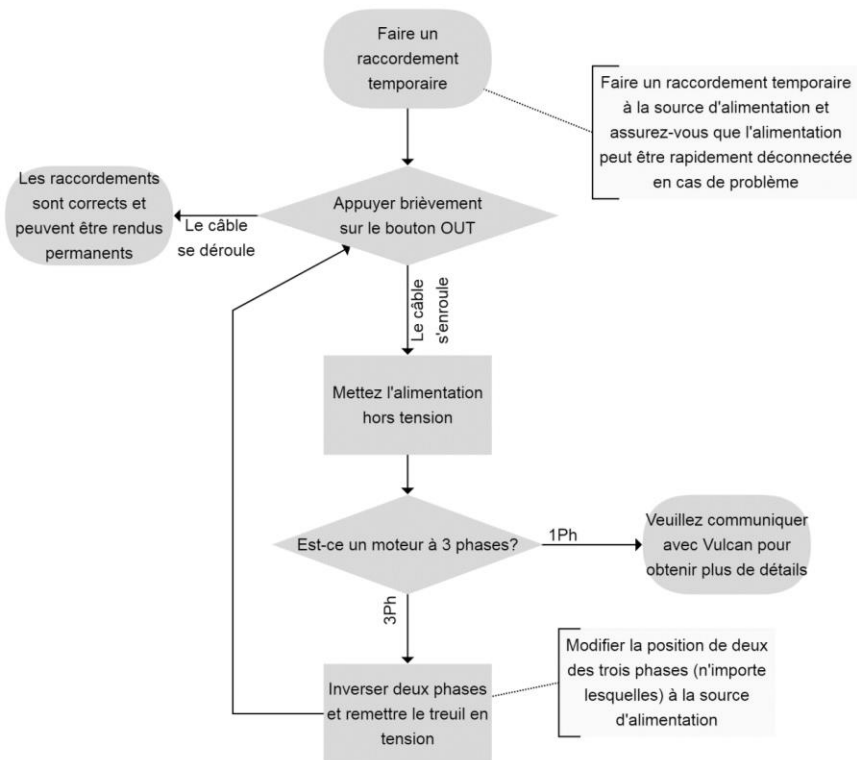 Faire un
raccordement
temporaire
Faire un raccordement temporaire
à la source d'alimentation et
assurez-vous que l'alimentation
peut être rapidement déconnectée
en cas de problème
Les raccordements
sont corrects et
peuvent être rendus
permanents
Le câble
se déroule
Appuyer brièvement
sur le bouton OUT
Le câble
s'enroule
Mettez l'alimentation
hors tension
Est-ce un moteur à 3 phases?
1Ph
Veuillez communiquer
avec Vulcan pour
obtenir plus de détails
3Ph
Inverser deux phases
et remettre le treuil en
tension
Modifier la position de deux
des trois phases (n'importe
lesquelles) à la source
d'alimentation